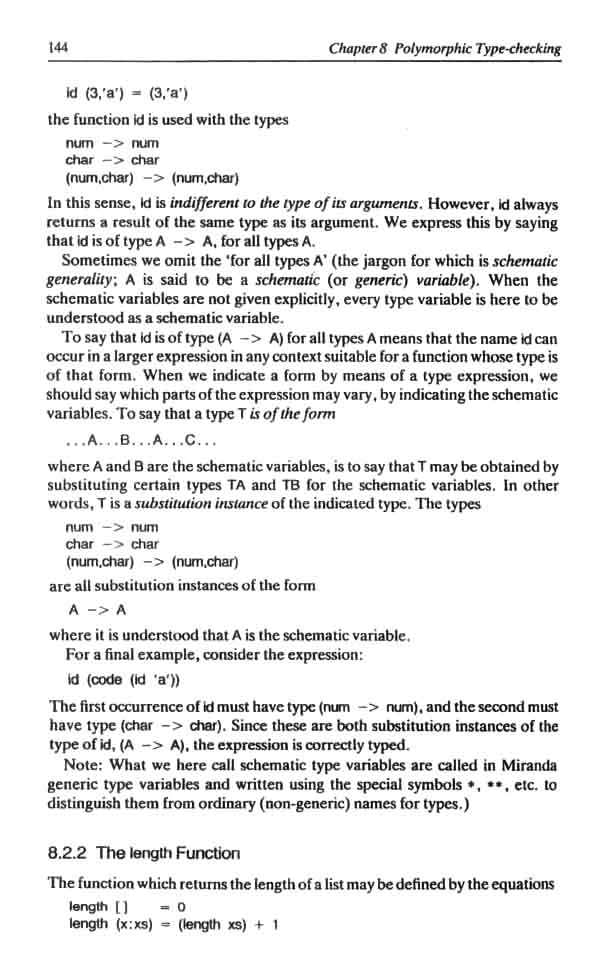 144 Chapter 8 Polymorphic Type-checking
id (3,'a') = (3,'a')
the function id is used with the types
num -> num
char -> char
(num,char) -> (num,char)
In this sense, id is indifferent to the type of its arguments. However, id always
returns a result of the same type as its argument. We express this by saying
that id is of type A -> A, for all types A.
Sometimes we omit the 'for all types A' (the jargon for which is schematic
generality; A is said to be a schematic (or generic) variable). When the
schematic variables are not given explicitly, every type variable is here to be
understood as a schematic variable.
To say that id is of type (A -> A) for all types A means that the name id can
occur in a larger expression in any context suitable for a function whose type is
of that form. When we indicate a form by means of a type expression, we
should say which parts of the expression may vary, by indicating the schematic
variables. To say that a type T is of the form
...A...B...A...C...
where A and B are the schematic variables, is to say that T may be obtained by
substituting certain types TA and TB for the schematic variables. In other
words, T is a substitution instance of the indicated type. The types
num -> num
char -> char
(num,char) -> (num,char)
are all substitution instances of the form
A -> A
where it is understood that A is the schematic variable.
For a final example, consider the expression:
id (code (id 'a'))
The first occurrence of id must have type (num -> num), and the second must
have type (char -> char). Since these are both substitution instances of the
type of id, (A -> A), the expression is correctly typed.
Note: What we here call schematic type variables are called in Miranda
generic type variables and written using the special symbols *, **, etc. to
distinguish them from ordinary (non-generic) names for types.)
8.2.2 The length Function
The function which returns the length of a list may be defined by the equations
length [ ] = 0
length (x:xs) = (length xs) + 1